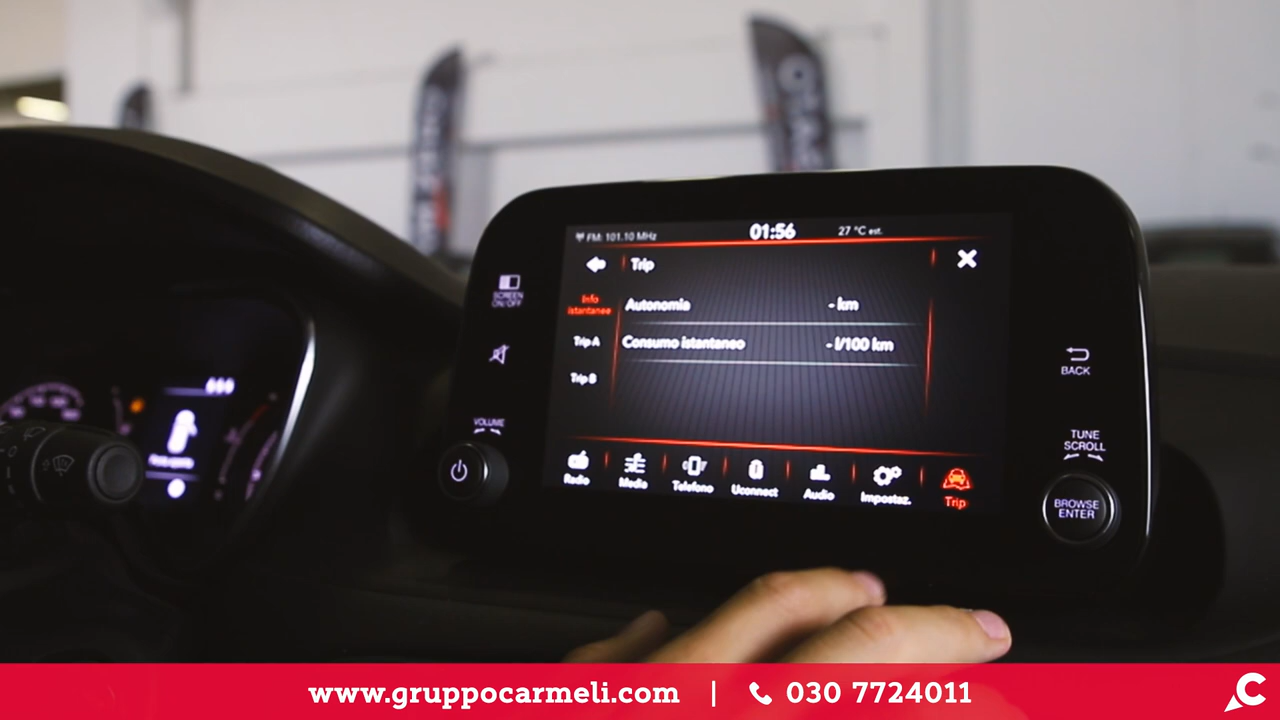 FM: 101.10 MHz
01:56
27 °C est.
Trip
Info
istantanee
Autonomia
- km
Trip A
Consumo istantaneo
- l/100 km
Trip B
Radio
Media
Telefono
Uconnect
Audio
Impostaz.
Trip
SCREEN
ON/OFF
VOLUME
BACK
TUNE
SCROLL
BROWSE
ENTER
www.gruppocarmeli.com | 030 7724011